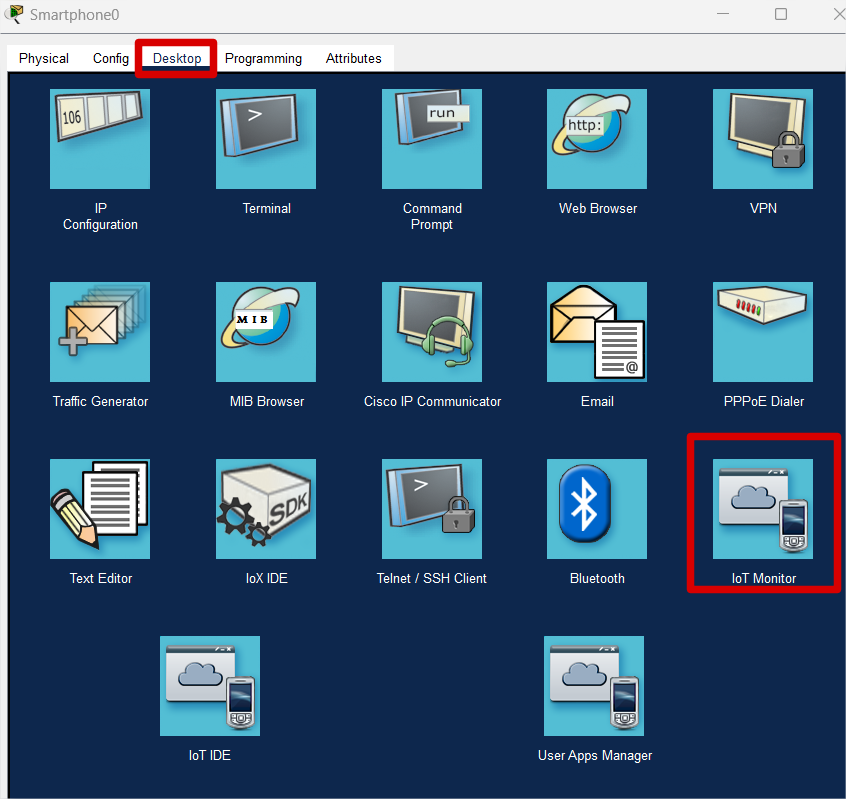 Smartphone0
Physical Config Desktop Programming Attributes
106
>
run
http:
IP
Configuration
Terminal
Command
Prompt
Web Browser
VPN
MIB
@
Traffic Generator
MIB Browser
Cisco IP Communicator
Email
PPPoE Dialer
SDK
>
Text Editor
IoX IDE
Telnet / SSH Client
Bluetooth
IoT Monitor
IoT IDE
User Apps Manager